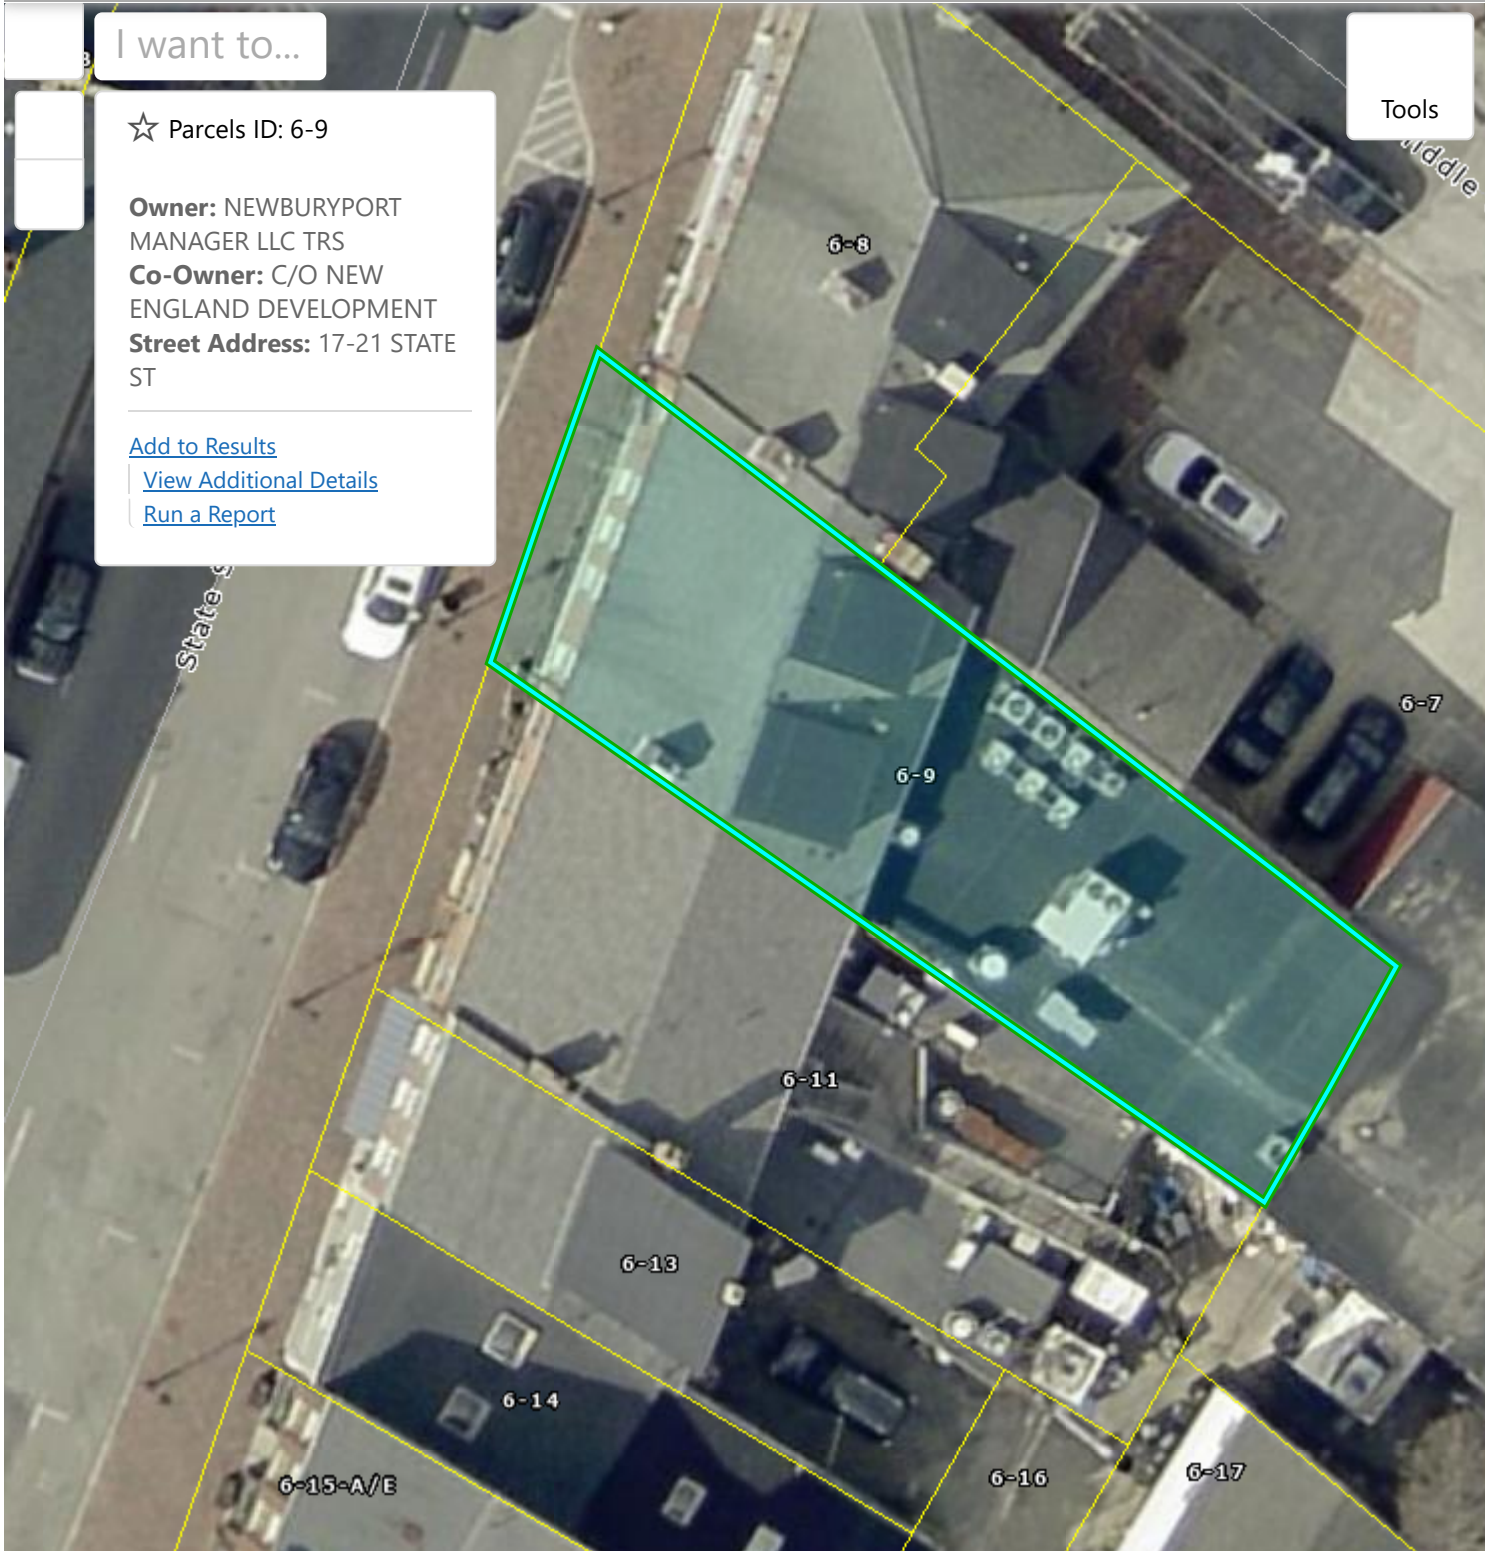 I want to...
Tools
Parcels ID: 6-9
Owner: NEWBURYPORT
MANAGER LLC TRS
Co-Owner: C/O NEW
ENGLAND DEVELOPMENT
Street Address: 17-21 STATE
ST
Add to Results
View Additional Details
Run a Report
6-8
State
6-7
6-9
6-11
6-13
6-14
6-15-A/E
6-16
6-17